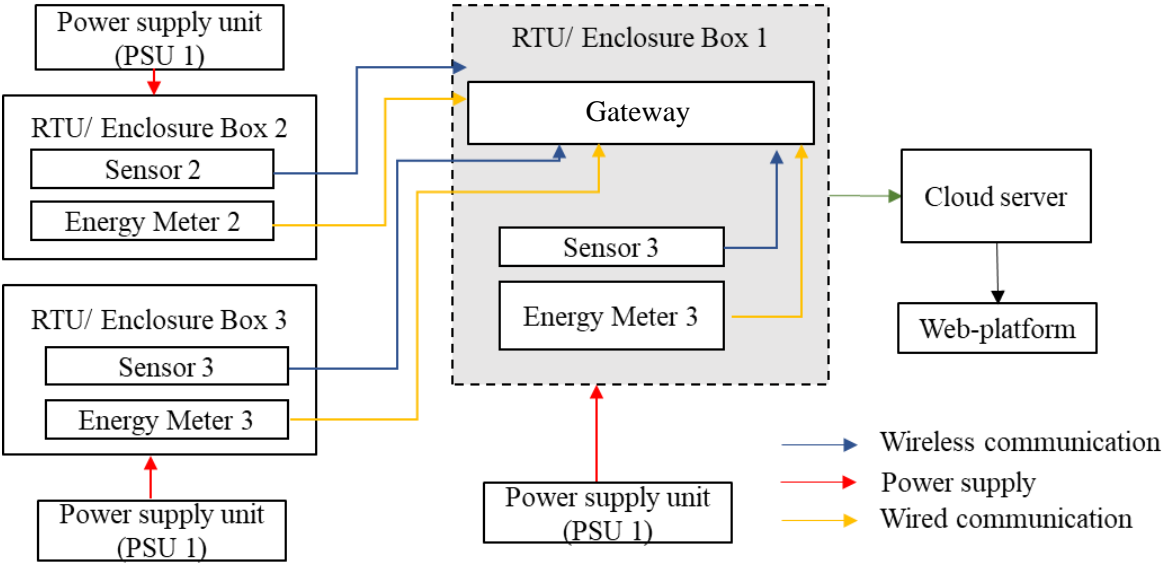 Power supply unit
(PSU 1)
RTU/ Enclosure Box 2
Sensor 2
Energy Meter 2
RTU/ Enclosure Box 3
Sensor 3
Energy Meter 3
Power supply unit
(PSU 1)
RTU/ Enclosure Box 1
Gateway
Sensor 3
Energy Meter 3
Power supply unit
(PSU 1)
Cloud server
Web-platform
Wireless communication
Power supply
Wired communication